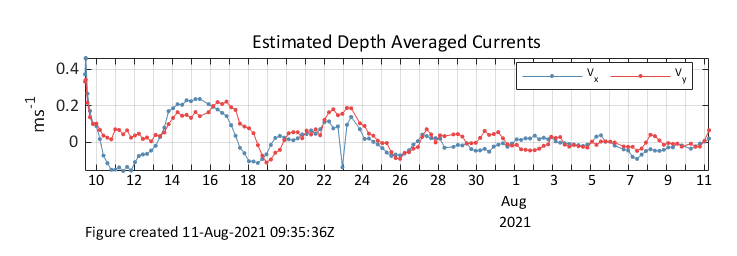 Estimated Depth Averaged Currents
Vx Vy
ms-1
0.4
0.2
0
10 12 14 16 18 20 22 24 26 28 30 1 3 5 7 9 11
Aug
2021
Figure created 11-Aug-2021 09:35:36Z